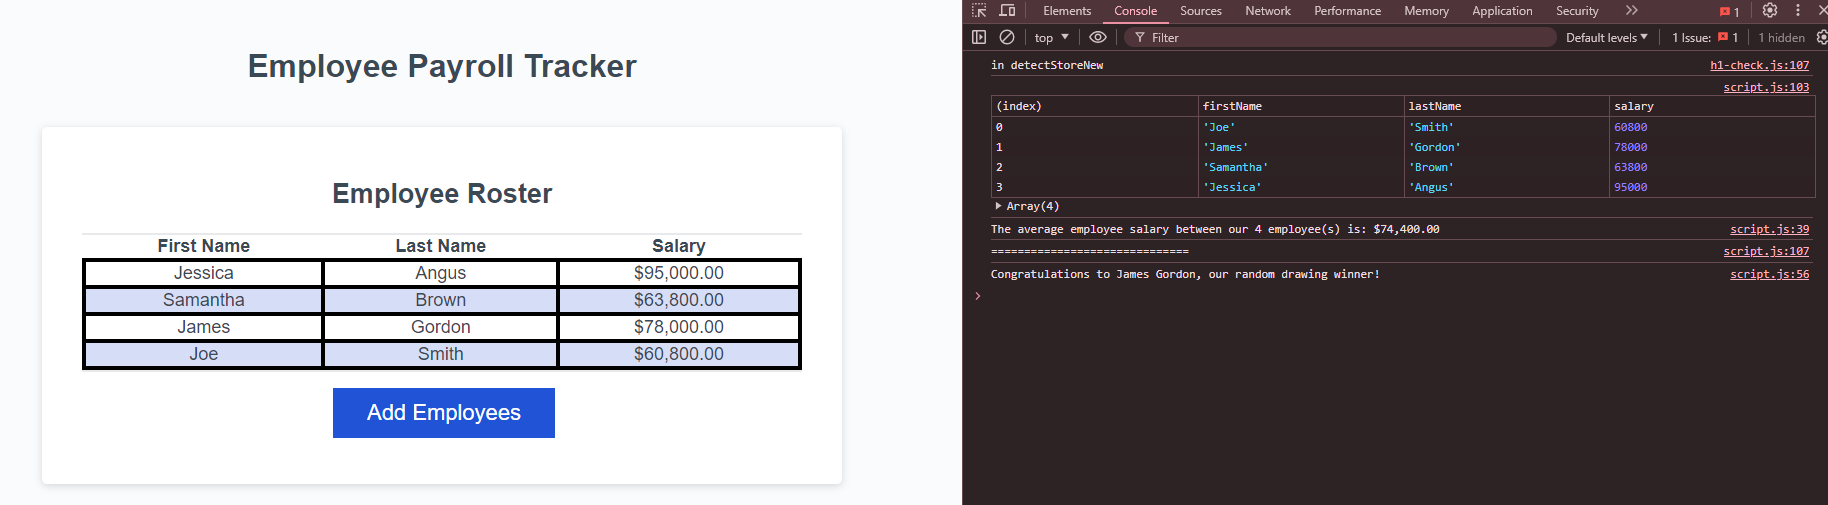 Employee Payroll Tracker
Employee Roster
First Name Last Name Salary
Jessica Angus $95,000.00
Samantha Brown $63,800.00
James Gordon $78,000.00
Joe Smith $60,800.00
Add Employees
Elements Console Sources Network Performance Memory Application Security 1
top Filter Default levels 1 Issue: 1 1 hidden
in detectStoreNew h1-check.js:107
script.js:103
(index) firstName lastName salary
0 'Joe' 'Smith' 60800
1 'James' 'Gordon' 78000
2 'Samantha' 'Brown' 63800
3 'Jessica' 'Angus' 95000
Array(4)
The average employee salary between our 4 employee(s) is: $74,400.00 script.js:39
============================== script.js:107
Congratulations to James Gordon, our random drawing winner! script.js:56